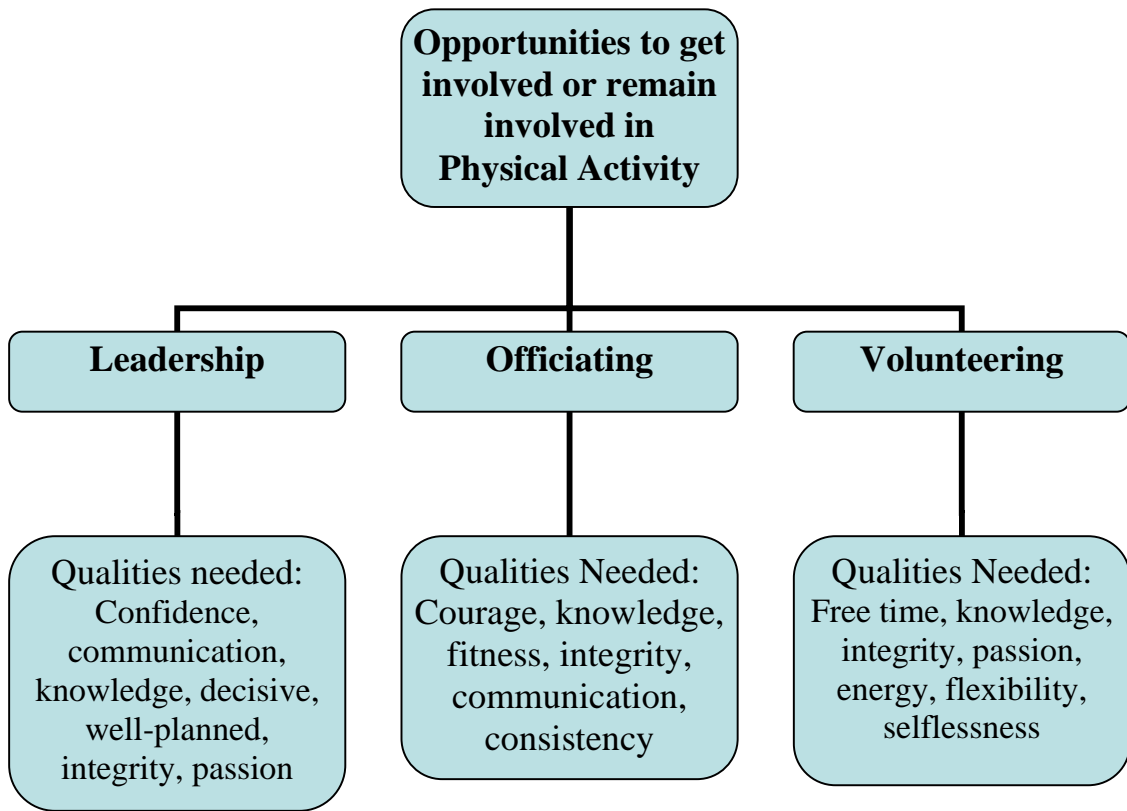 Opportunities to get
involved or remain
involved in
Physical Activity
Leadership
Officiating
Volunteering
Qualities needed:
Confidence,
communication,
knowledge, decisive,
well-planned,
integrity, passion
Qualities Needed:
Courage, knowledge,
fitness, integrity,
communication,
consistency
Qualities Needed:
Free time, knowledge,
integrity, passion,
energy, flexibility,
selflessness